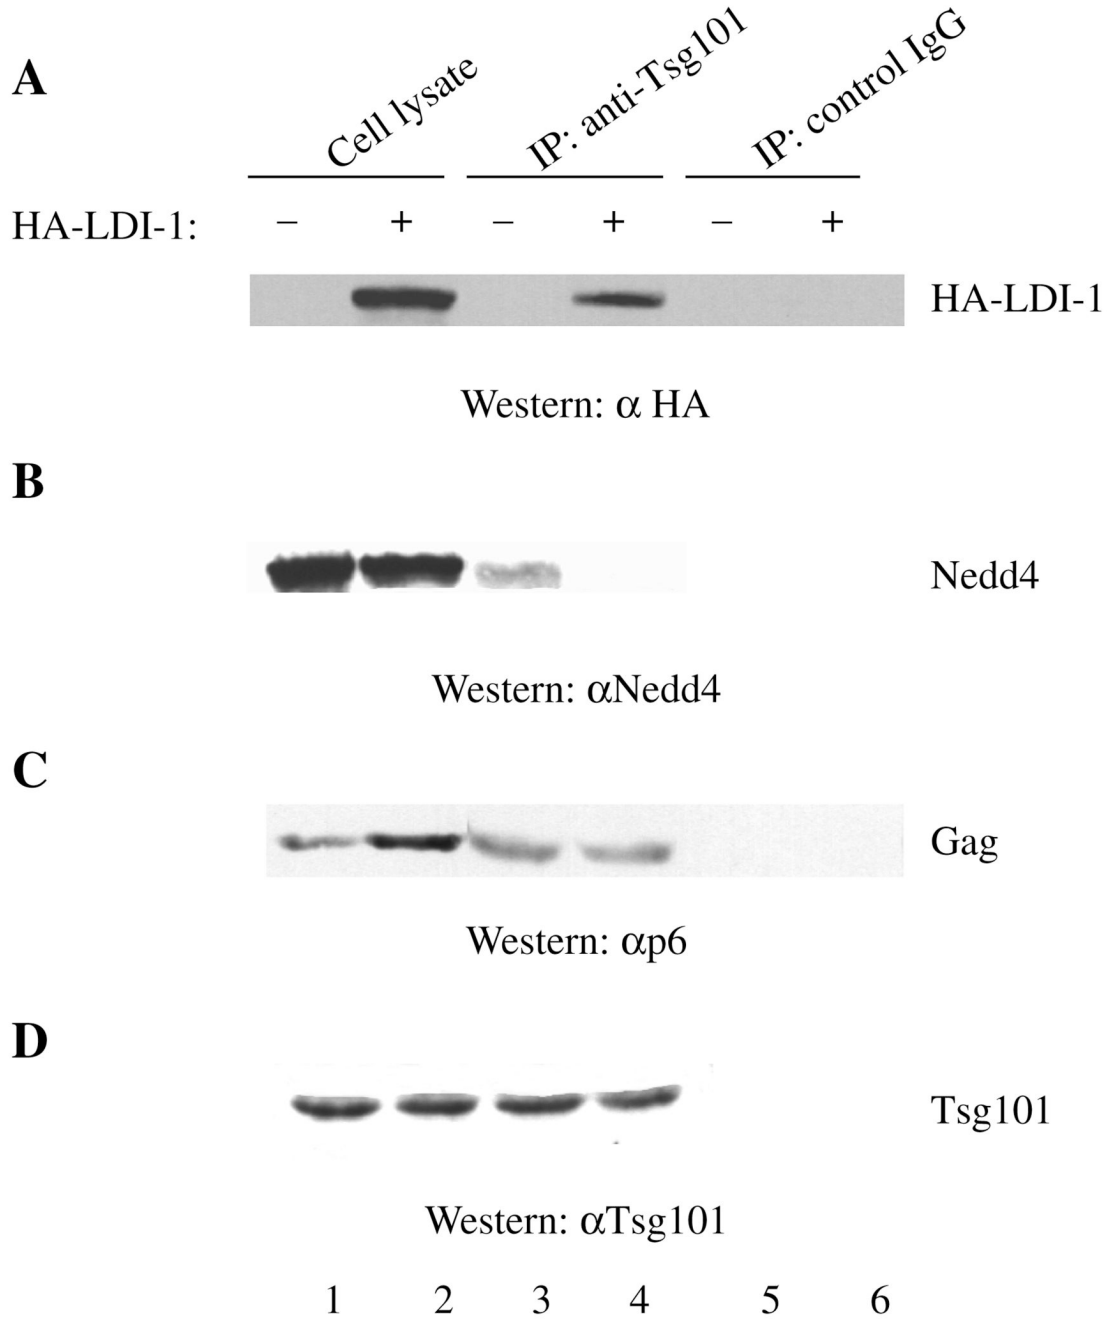 A
Cell lysate
IP: anti-Tsg101
IP: control IgG
HA-LDI-1: – + – + – +
HA-LDI-1
Western: α HA
B
Nedd4
Western: αNedd4
C
Gag
Western: αp6
D
Tsg101
Western: αTsg101
1 2 3 4 5 6